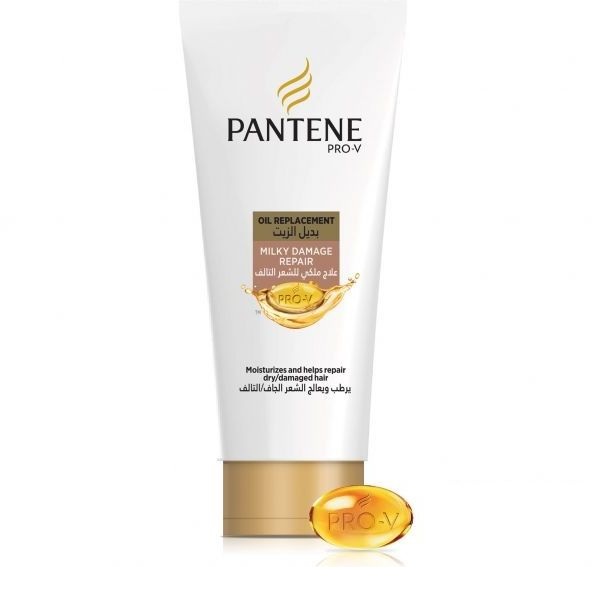 PANTENE
PRO-V
OIL REPLACEMENT
بديل الزيت
MILKY DAMAGE
REPAIR
علاج ملكي للشعر التالف
PRO-V
TM
Moisturizes and helps repair
dry/damaged hair
يرطب ويعالج الشعر الجاف/التالف
PRO-V